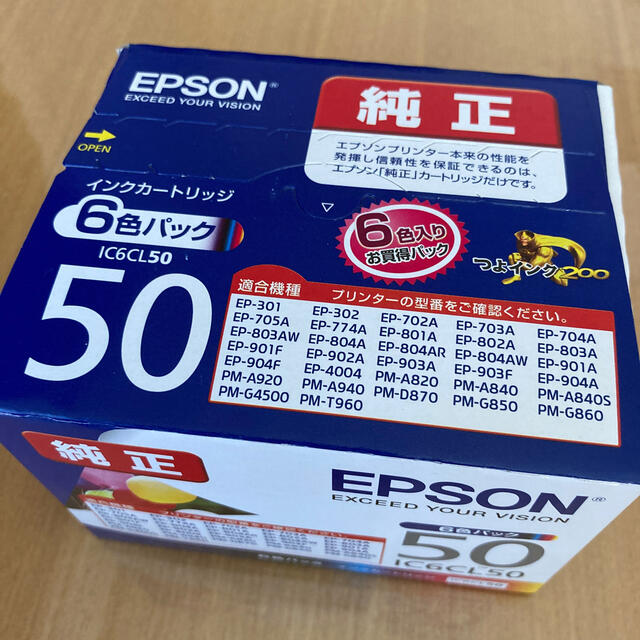 EPSON®
EXCEED YOUR VISION
純正
エプソンプリンター本来の性能を
発揮し信頼性を保証できるのは、
エプソン「純正」カートリッジだけです。
OPEN
インクカートリッジ
6色パック
IC6CL50
50
6色入り
お買得パック
つよインク200
適合機種 プリンターの型番をご確認ください。
EP-301 EP-302 EP-702A EP-703A EP-704A
EP-705A EP-774A EP-801A EP-802A EP-803A
EP-803AW EP-804A EP-804AR EP-804AW EP-901A
EP-901F EP-902A EP-903A EP-903F EP-904A
EP-904F EP-4004 PM-A820 PM-A840 PM-A840S
PM-A920 PM-A940 PM-D870 PM-G850 PM-G860
PM-G4500 PM-T960
純正
EPSON®
EXCEED YOUR VISION
6色パック
50
IC6CL50